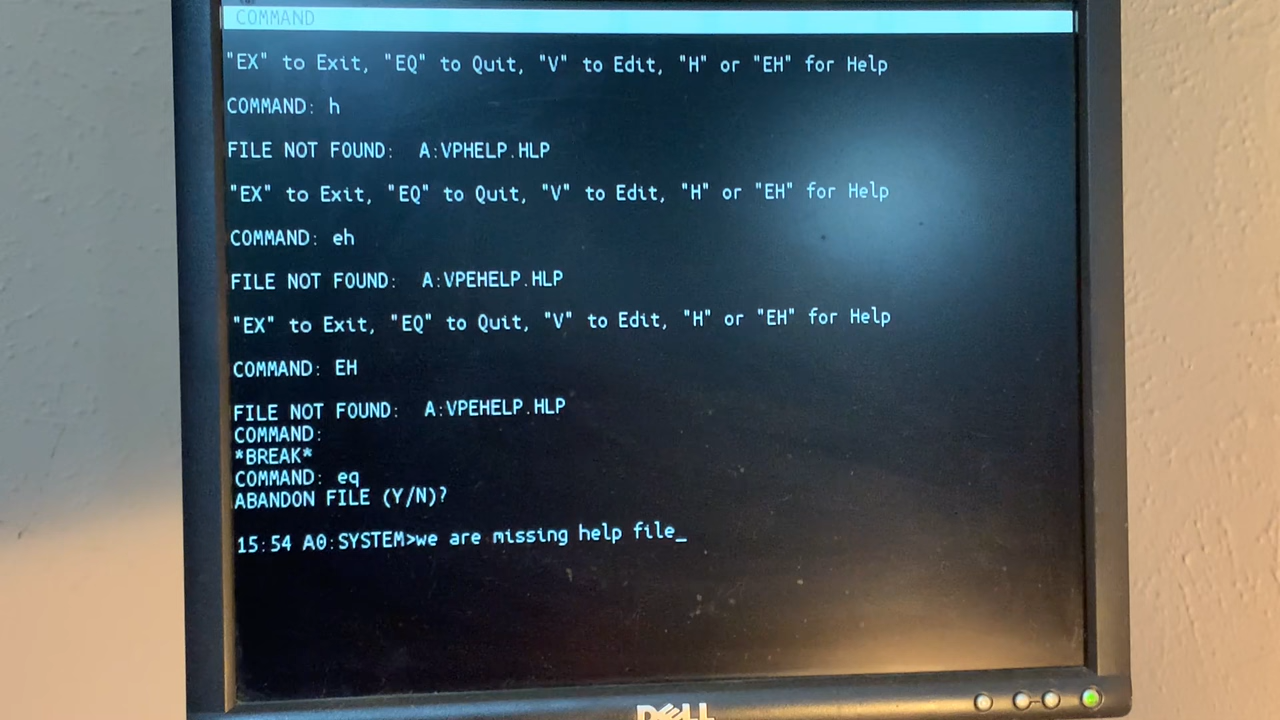 COMMAND
"EX" to Exit, "EQ" to Quit, "V" to Edit, "H" or "EH" for Help
COMMAND: h
FILE NOT FOUND:  A:VPHELP.HLP
"EX" to Exit, "EQ" to Quit, "V" to Edit, "H" or "EH" for Help
COMMAND: eh
FILE NOT FOUND:  A:VPEHELP.HLP
"EX" to Exit, "EQ" to Quit, "V" to Edit, "H" or "EH" for Help
COMMAND: EH
FILE NOT FOUND:  A:VPEHELP.HLP
COMMAND:
*BREAK*
COMMAND: eq
ABANDON FILE (Y/N)?
15:54 A0:SYSTEM>we are missing help file_
DELL